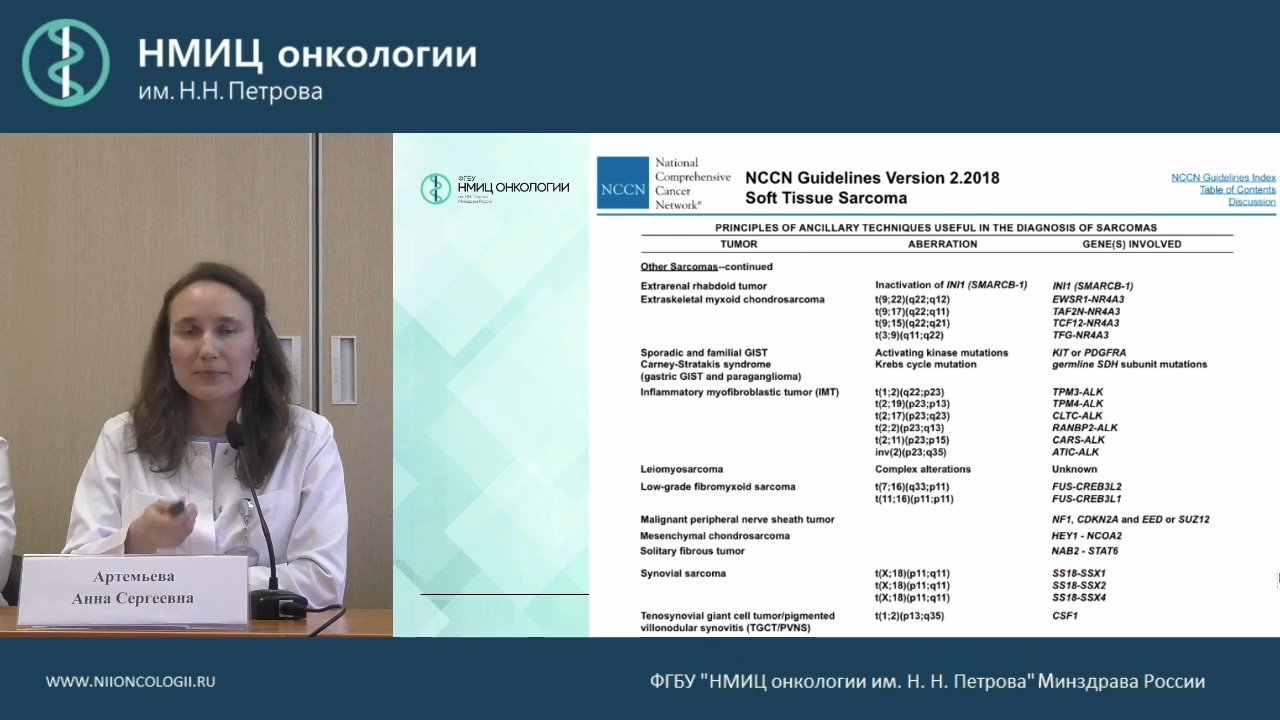 НМИЦ онкологии
им. Н.Н. Петрова
ФГБУ
НМИЦ ОНКОЛОГИИ
им. Н.Н. Петрова
Минздрава России
NCCN
National
Comprehensive
Cancer
Network®
NCCN Guidelines Version 2.2018
Soft Tissue Sarcoma
NCCN Guidelines Index
Table of Contents
Discussion
PRINCIPLES OF ANCILLARY TECHNIQUES USEFUL IN THE DIAGNOSIS OF SARCOMAS
TUMOR ABERRATION GENE(S) INVOLVED
Other Sarcomas--continued
Extrarenal rhabdoid tumor Inactivation of INI1 (SMARCB-1) INI1 (SMARCB-1)
Extraskeletal myxoid chondrosarcoma t(9;22)(q22;q12) EWSR1-NR4A3
t(9;17)(q22;q11) TAF2N-NR4A3
t(9;15)(q22;q21) TCF12-NR4A3
t(3;9)(q11;q22) TFG-NR4A3
Sporadic and familial GIST Activating kinase mutations KIT or PDGFRA
Carney-Stratakis syndrome Krebs cycle mutation germline SDH subunit mutations
(gastric GIST and paraganglioma)
Inflammatory myofibroblastic tumor (IMT) t(1;2)(q22;p23) TPM3-ALK
t(2;19)(p23;p13) TPM4-ALK
t(2;17)(p23;q23) CLTC-ALK
t(2;2)(p23;q13) RANBP2-ALK
t(2;11)(p23;p15) CARS-ALK
inv(2)(p23;q35) ATIC-ALK
Leiomyosarcoma Complex alterations Unknown
Low-grade fibromyxoid sarcoma t(7;16)(q33;p11) FUS-CREB3L2
t(11;16)(p11;p11) FUS-CREB3L1
Malignant peripheral nerve sheath tumor NF1, CDKN2A and EED or SUZ12
Mesenchymal chondrosarcoma HEY1 - NCOA2
Solitary fibrous tumor NAB2 - STAT6
Synovial sarcoma t(X;18)(p11;q11) SS18-SSX1
t(X;18)(p11;q11) SS18-SSX2
t(X;18)(p11;q11) SS18-SSX4
Tenosynovial giant cell tumor/pigmented t(1;2)(p13;q35) CSF1
villonodular synovitis (TGCT/PVNS)
Артемьева
Анна Сергеевна
WWW.NIIONCOLOGII.RU
ФГБУ "НМИЦ онкологии им. Н. Н. Петрова" Минздрава России